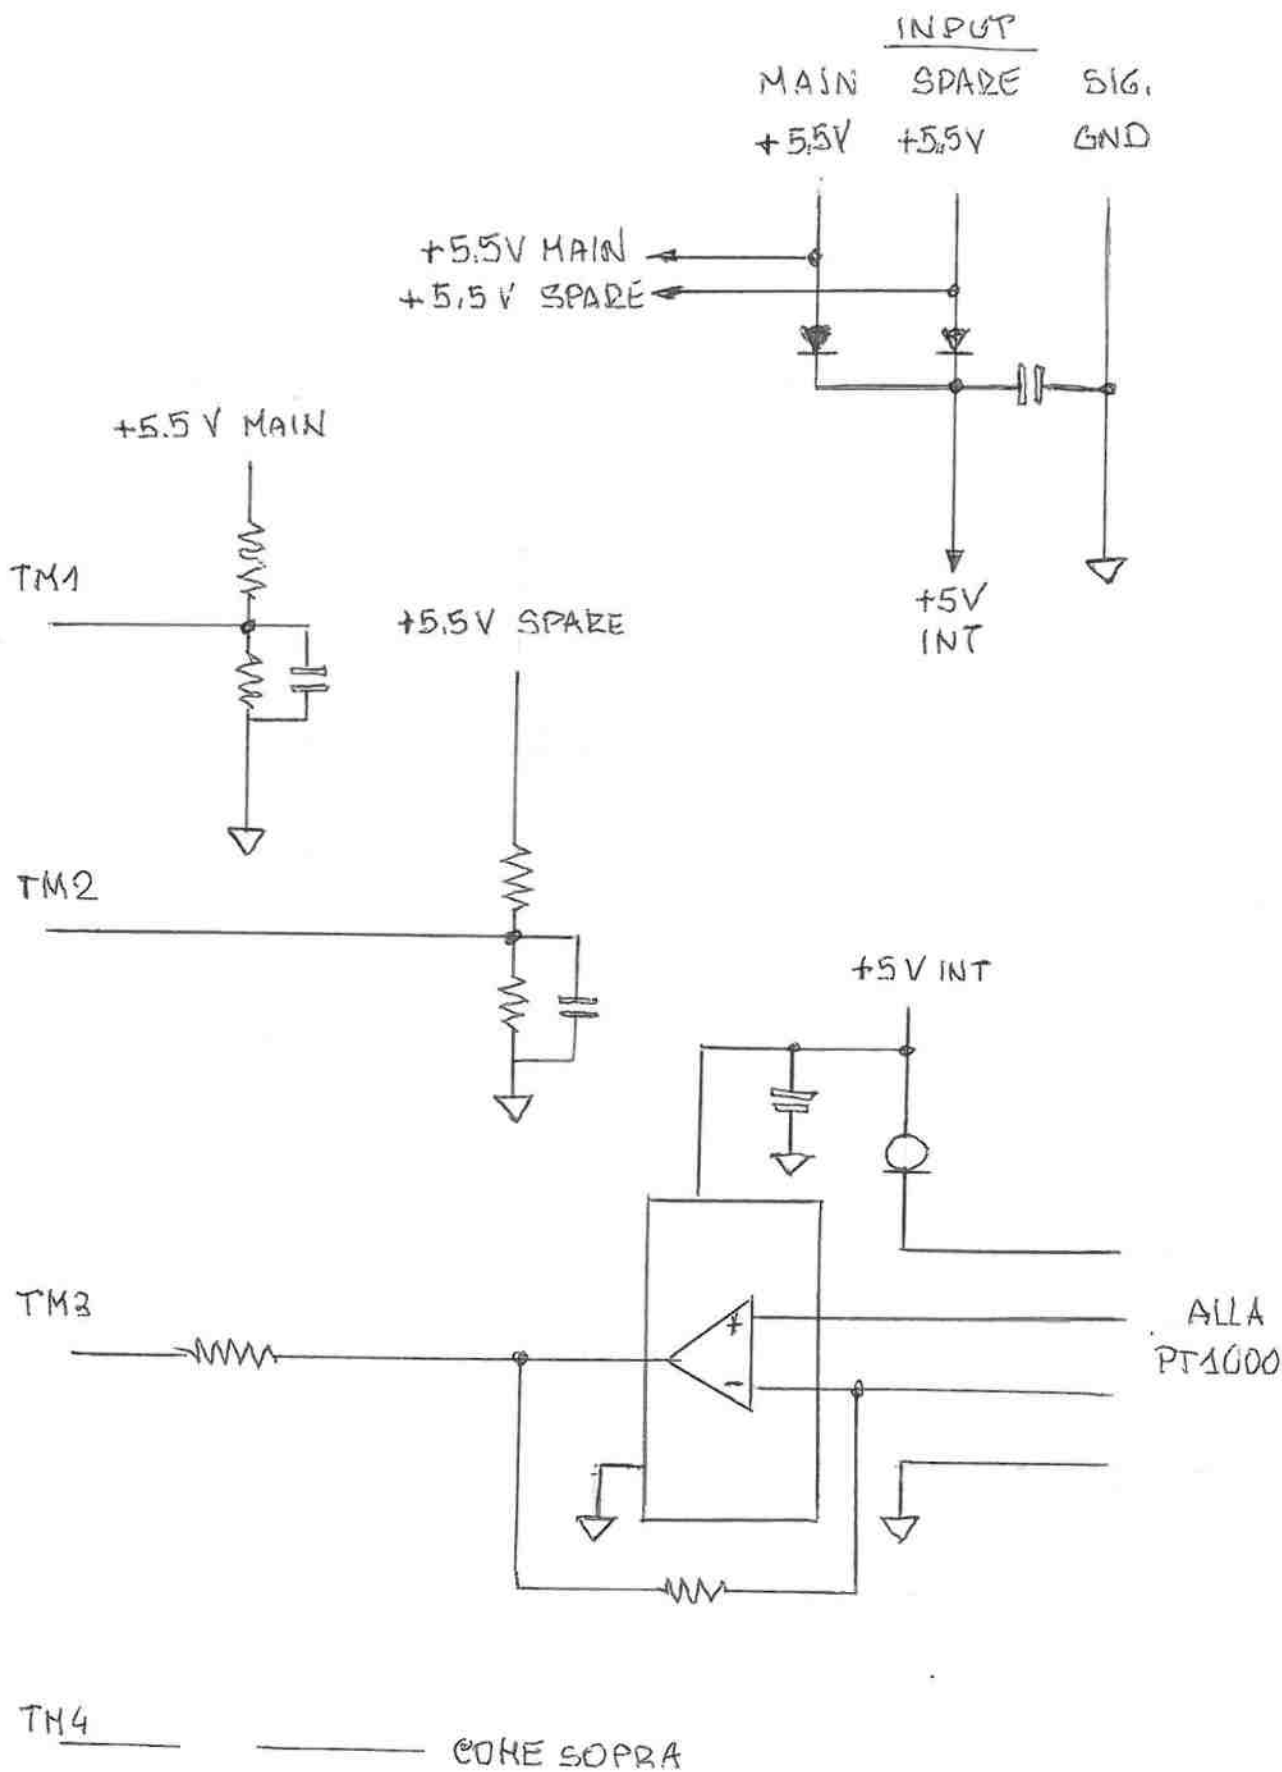 INPUT
MAIN SPARE SIG.
+5.5V +5.5V GND
+5.5V MAIN
+5.5V SPARE
+5.5V MAIN
TM1
+5V
INT
+5.5V SPARE
TM2
+5V INT
TM3
+
-
ALLA
PT1000
TM4
COME SOPRA